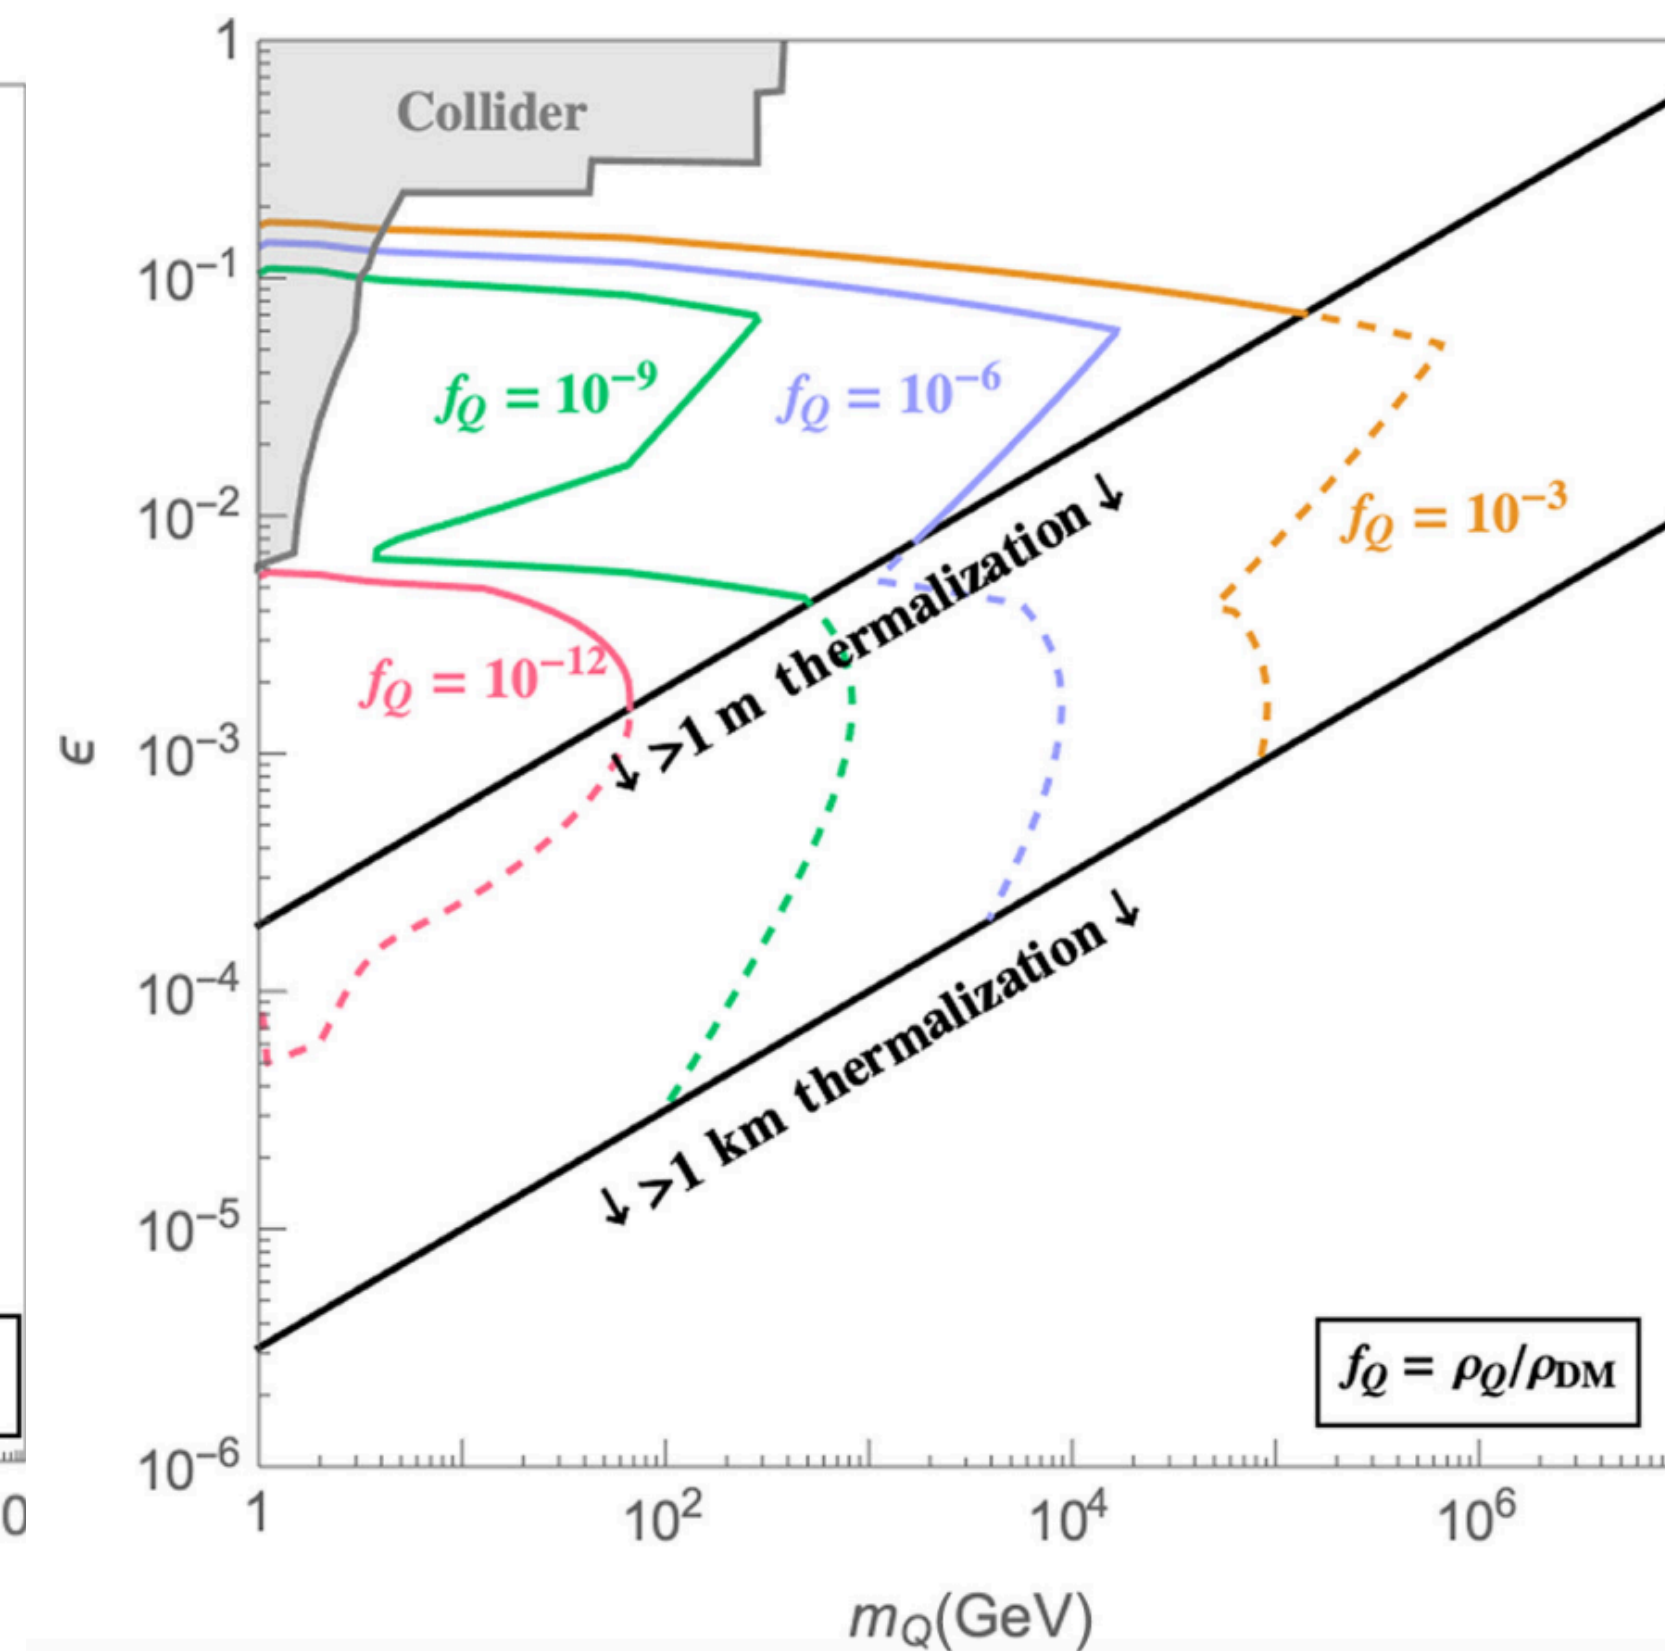 0
1
10⁻¹
10⁻²
10⁻³
10⁻⁴
10⁻⁵
10⁻⁶
ϵ
Collider
f_Q = 10⁻⁹
f_Q = 10⁻⁶
f_Q = 10⁻³
f_Q = 10⁻¹²
↓ >1 m thermalization ↓
↓ >1 km thermalization ↓
f_Q = ρ_Q/ρ_DM
1
10²
10⁴
10⁶
m_Q(GeV)